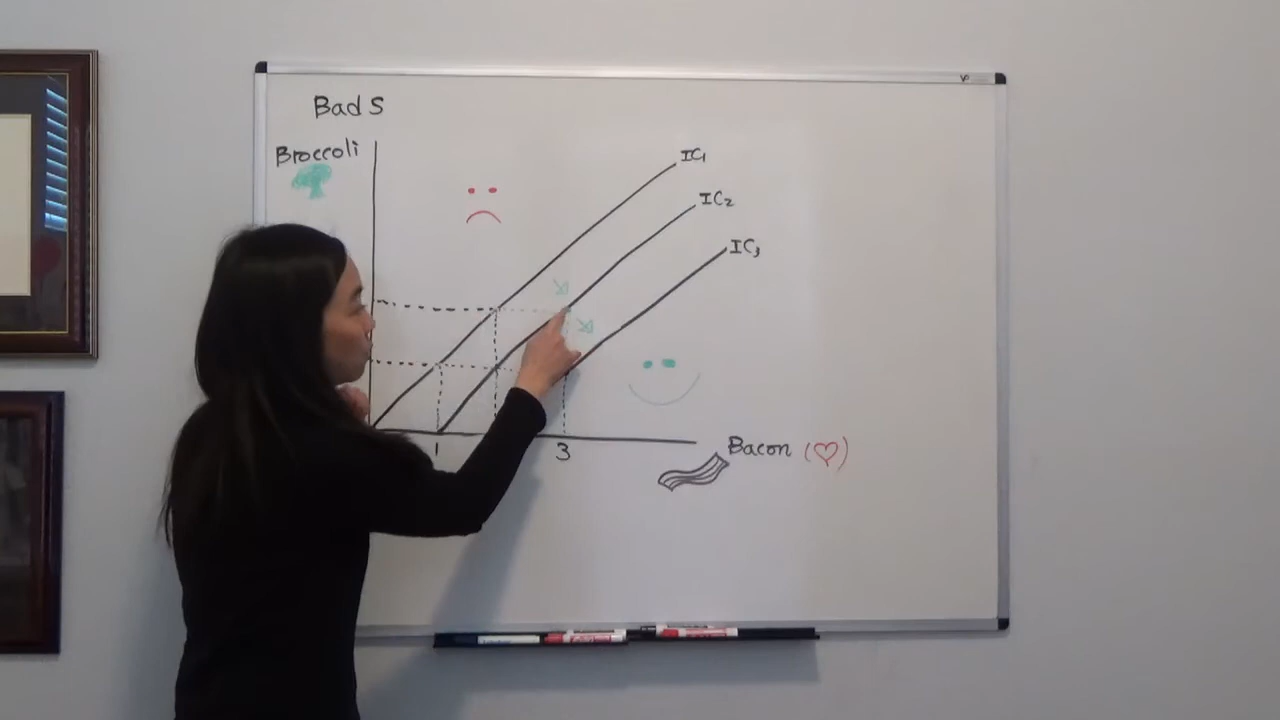 Bad S
Broccoli
IC₁
IC₂
IC₃
1
3
Bacon (♡)